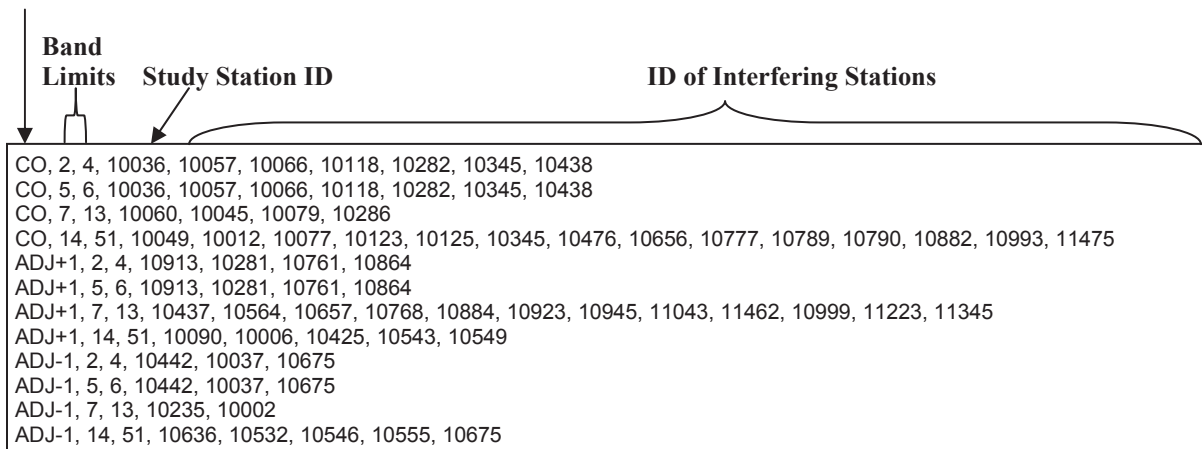 Band
Limits Study Station ID ID of Interfering Stations
CO, 2, 4, 10036, 10057, 10066, 10118, 10282, 10345, 10438
CO, 5, 6, 10036, 10057, 10066, 10118, 10282, 10345, 10438
CO, 7, 13, 10060, 10045, 10079, 10286
CO, 14, 51, 10049, 10012, 10077, 10123, 10125, 10345, 10476, 10656, 10777, 10789, 10790, 10882, 10993, 11475
ADJ+1, 2, 4, 10913, 10281, 10761, 10864
ADJ+1, 5, 6, 10913, 10281, 10761, 10864
ADJ+1, 7, 13, 10437, 10564, 10657, 10768, 10884, 10923, 10945, 11043, 11462, 10999, 11223, 11345
ADJ+1, 14, 51, 10090, 10006, 10425, 10543, 10549
ADJ-1, 2, 4, 10442, 10037, 10675
ADJ-1, 5, 6, 10442, 10037, 10675
ADJ-1, 7, 13, 10235, 10002
ADJ-1, 14, 51, 10636, 10532, 10546, 10555, 10675